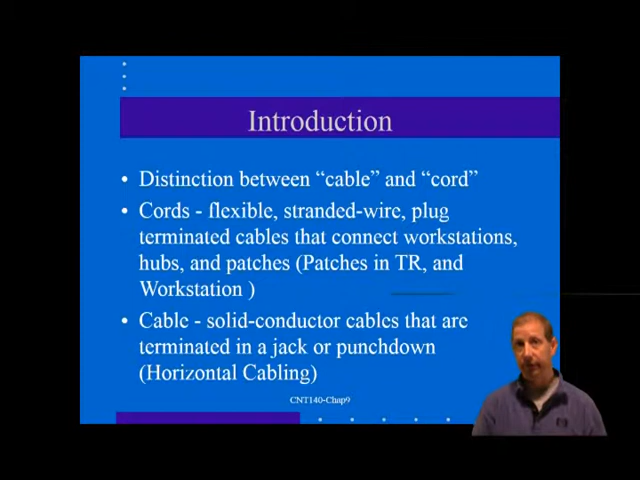 Introduction
• Distinction between “cable” and “cord”
• Cords - flexible, stranded-wire, plug
terminated cables that connect workstations,
hubs, and patches (Patches in TR, and
Workstation )
• Cable - solid-conductor cables that are
terminated in a jack or punchdown
(Horizontal Cabling)
CNT140-Chap9